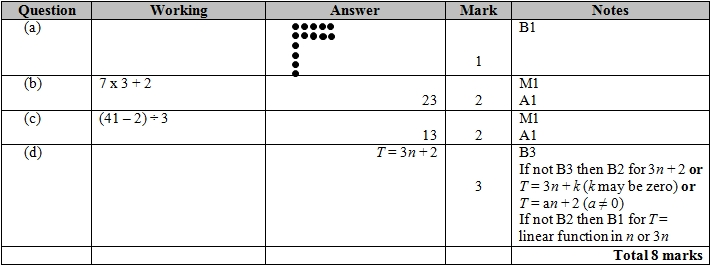 Question Working Answer Mark Notes
(a) 1 B1
(b) 7 x 3 + 2 23 2 M1
A1
(c) (41 – 2) ÷ 3 13 2 M1
A1
(d) T = 3n + 2 3 B3
If not B3 then B2 for 3n + 2 or
T = 3n + k (k may be zero) or
T = an + 2 (a ≠ 0)
If not B2 then B1 for T =
linear function in n or 3n
Total 8 marks